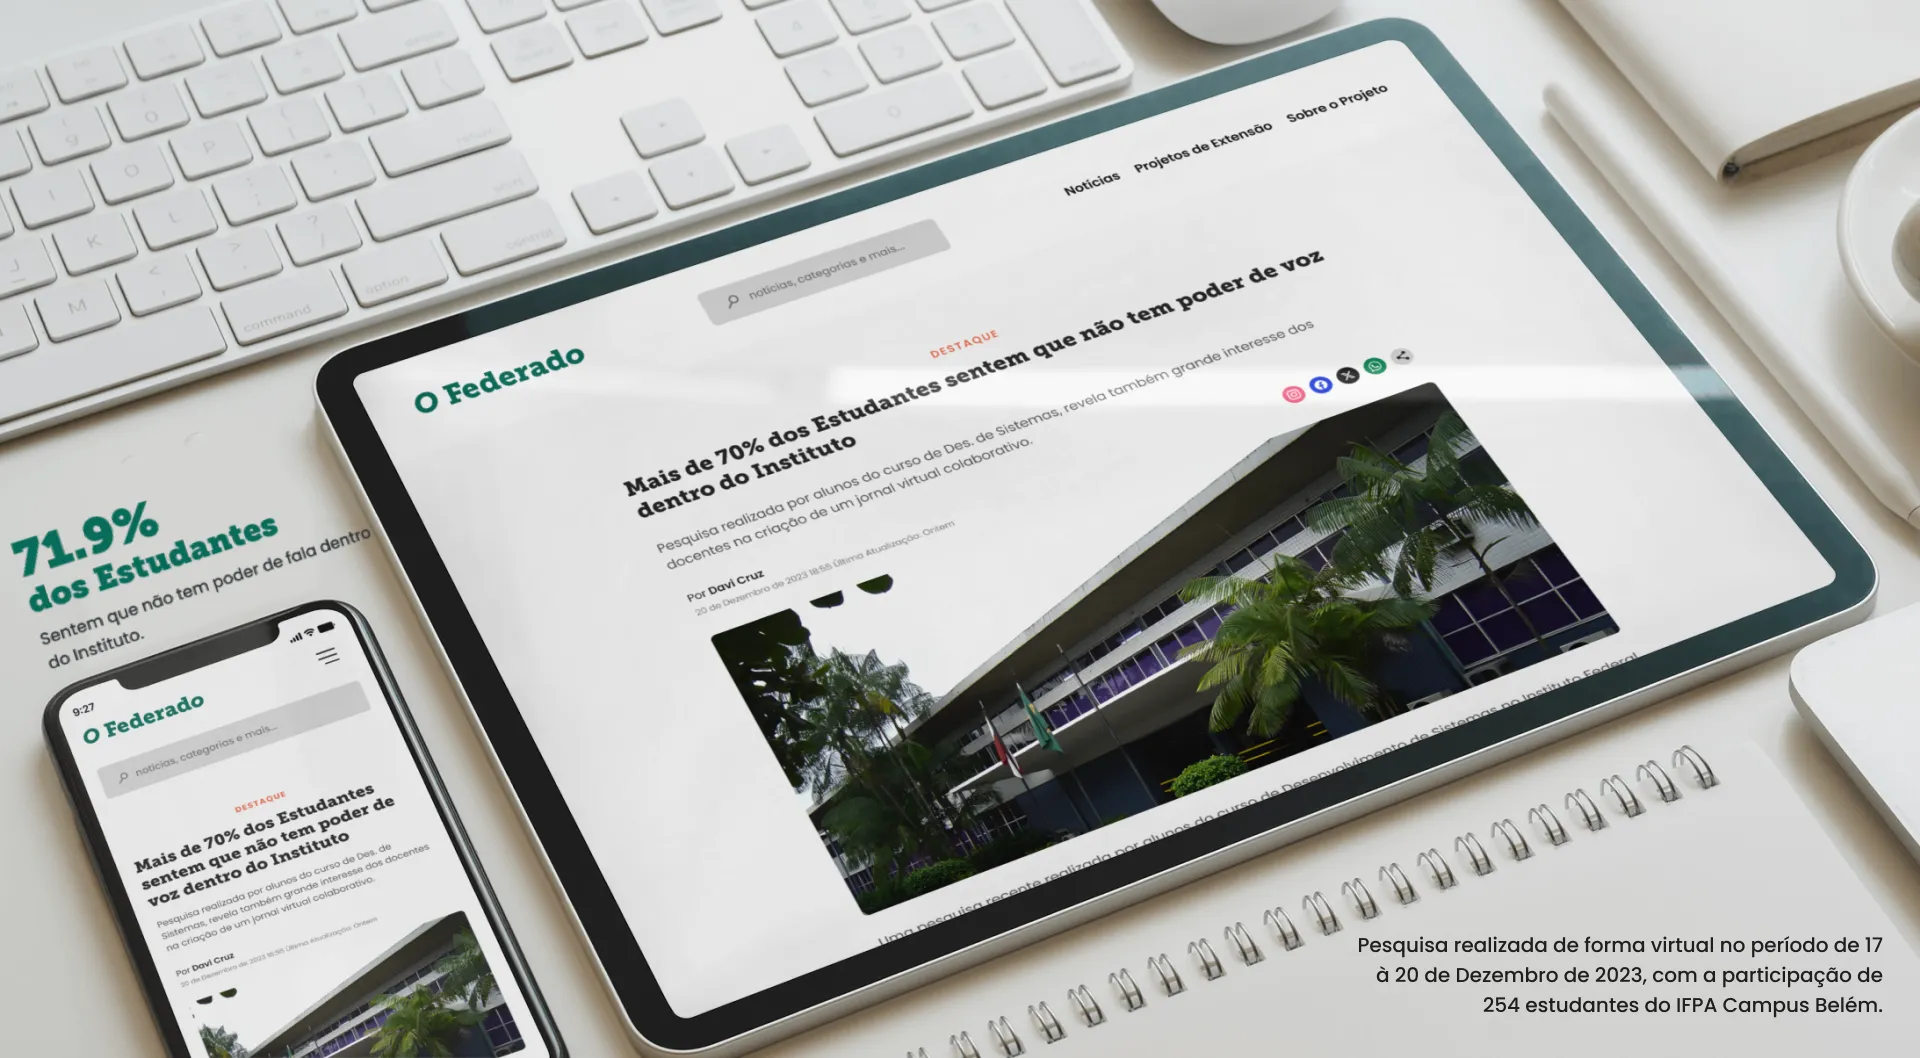 Notícias Projetos de Extensão Sobre o Projeto
notícias, categorias e mais...
O Federado
DESTAQUE
Mais de 70% dos Estudantes sentem que não tem poder de voz
dentro do Instituto
Pesquisa realizada por alunos do curso de Des. de Sistemas, revela também grande interesse dos
docentes na criação de um jornal virtual colaborativo.
Por Davi Cruz
20 de Dezembro de 2023 18:55 Última Atualização: Ontem
Uma pesquisa recente realizada por alunos do curso de Desenvolvimento de Sistemas no Instituto Federal
71.9%
dos Estudantes
Sentem que não tem poder de fala dentro
do Instituto.
9:27
O Federado
notícias, categorias e mais...
DESTAQUE
Mais de 70% dos Estudantes
sentem que não tem poder de
voz dentro do Instituto
Pesquisa realizada por alunos do curso de Des. de
Sistemas, revela também grande interesse dos docentes
na criação de um jornal virtual colaborativo.
Por Davi Cruz
20 de Dezembro de 2023 18:55 Última Atualização: Ontem
Pesquisa realizada de forma virtual no período de 17
à 20 de Dezembro de 2023, com a participação de
254 estudantes do IFPA Campus Belém.
command
option
control